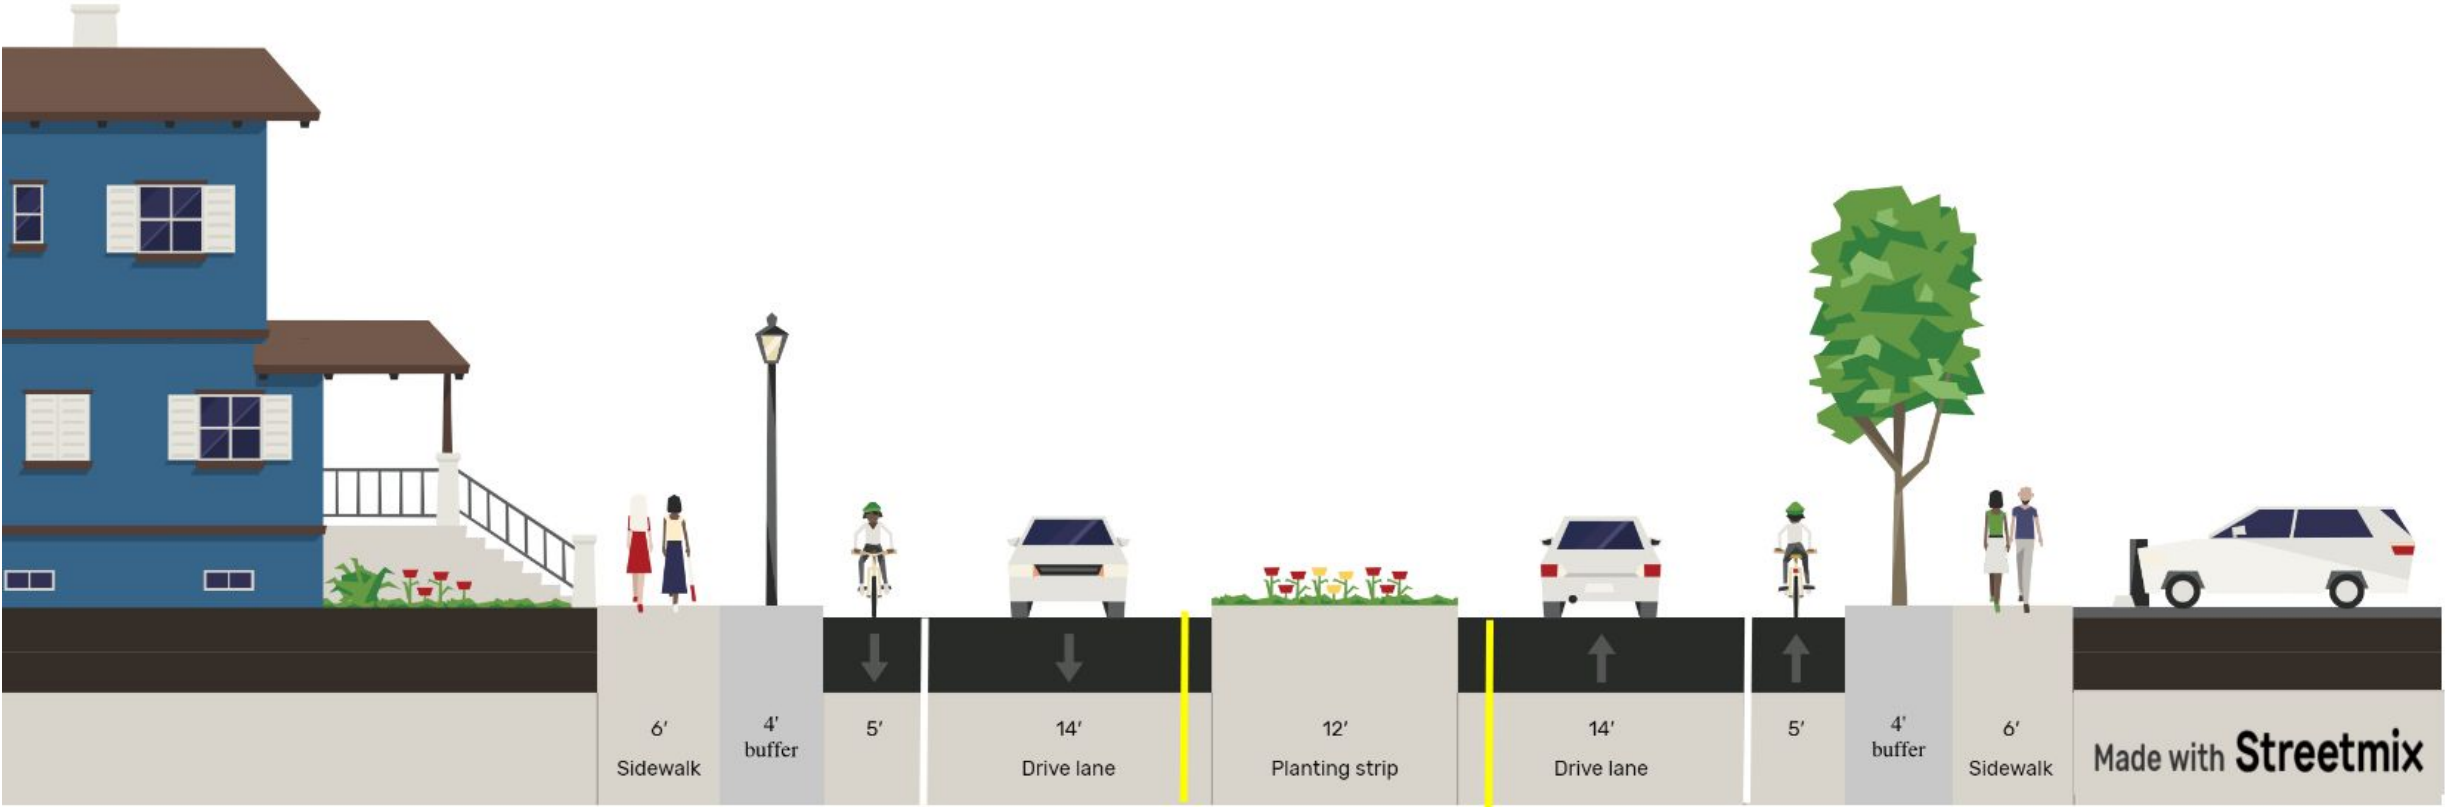 6′
Sidewalk
4'
buffer
5′
14′
Drive lane
12′
Planting strip
14′
Drive lane
5′
4'
buffer
6′
Sidewalk
Made with Streetmix